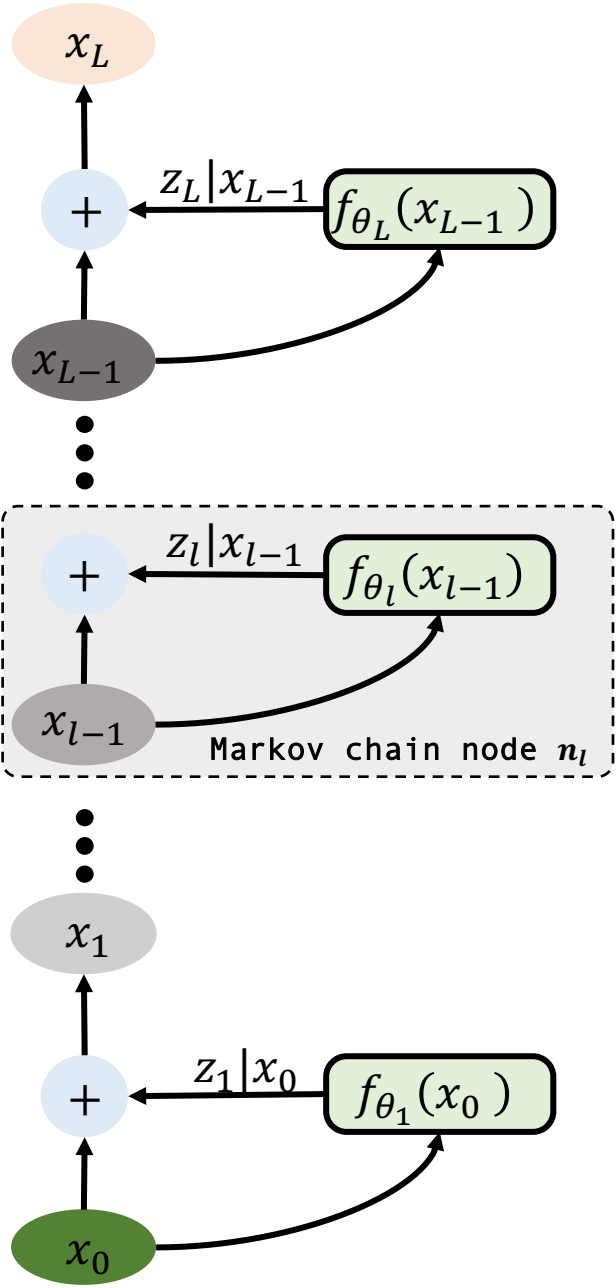 x_L
z_L|x_{L−1}
f_{θ_L}(x_{L−1})
+
x_{L−1}
z_l|x_{l−1}
f_{θ_l}(x_{l−1})
+
x_{l−1}
Markov chain node n_l
x_1
z_1|x_0
f_{θ_1}(x_0)
+
x_0